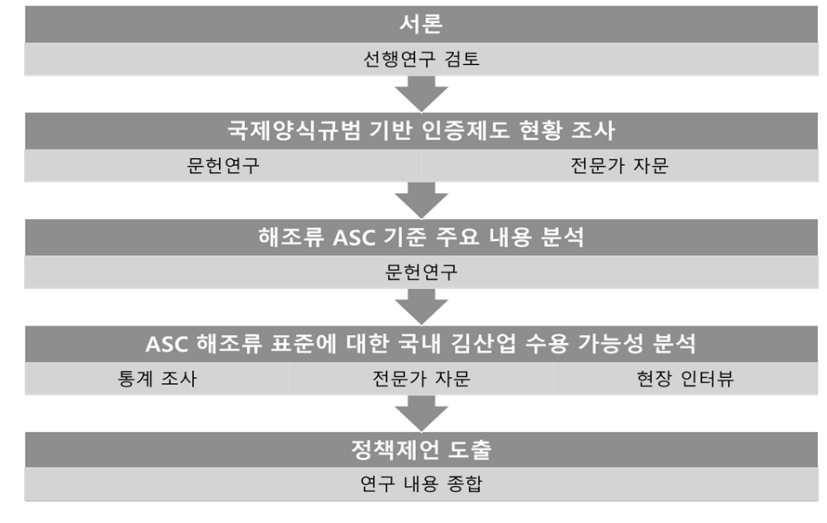 서론
선행연구 검토
국제양식규범 기반 인증제도 현황 조사
문헌연구 전문가 자문
해조류 ASC 기준 주요 내용 분석
문헌연구
ASC 해조류 표준에 대한 국내 김산업 수용 가능성 분석
통계 조사 전문가 자문 현장 인터뷰
정책제언 도출
연구 내용 종합